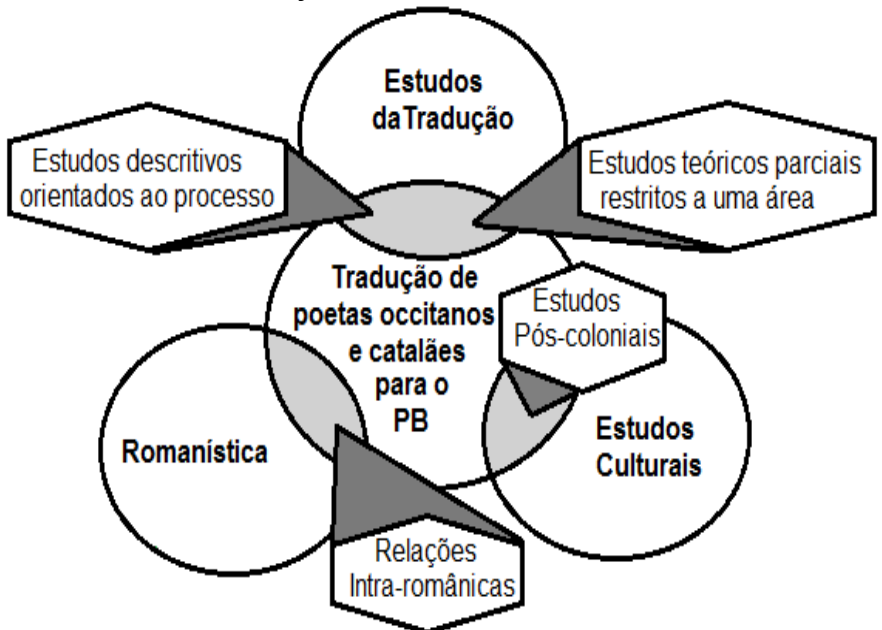 Estudos
daTradução
Estudos descritivos
orientados ao processo
Estudos teóricos parciais
restritos a uma área
Tradução de
poetas occitanos
e catalães
para o
PB
Estudos
Pós-coloniais
Romanística
Estudos
Culturais
Relações
Intra-românicas